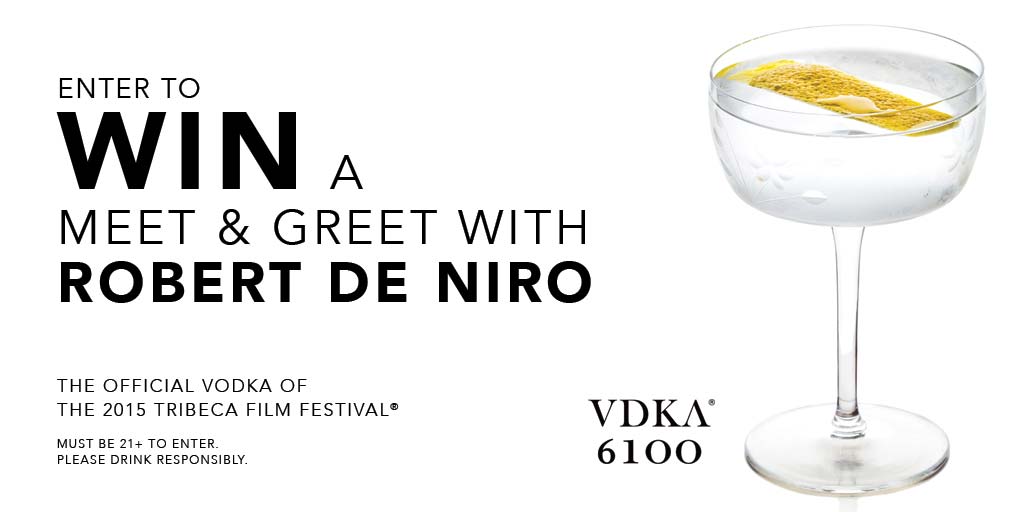 ENTER TO
WIN A
MEET & GREET WITH
ROBERT DE NIRO
THE OFFICIAL VODKA OF
THE 2015 TRIBECA FILM FESTIVAL®
MUST BE 21+ TO ENTER.
PLEASE DRINK RESPONSIBLY.
VDKA®
6100